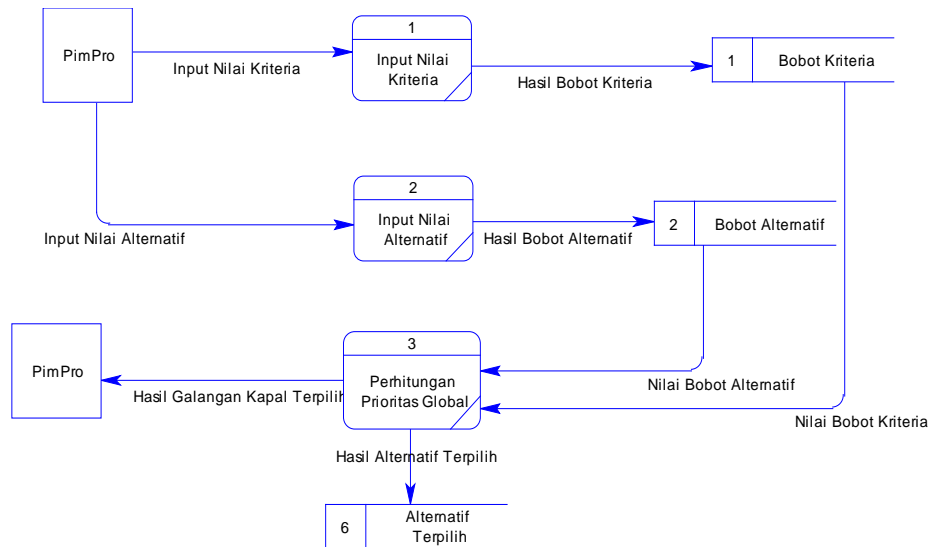 PimPro
Input Nilai Kriteria
1
Input Nilai
Kriteria
Hasil Bobot Kriteria
1
Bobot Kriteria
Input Nilai Alternatif
2
Input Nilai
Alternatif
Hasil Bobot Alternatif
2
Bobot Alternatif
PimPro
Hasil Galangan Kapal Terpilih
3
Perhitungan
Prioritas Global
Nilai Bobot Alternatif
Nilai Bobot Kriteria
Hasil Alternatif Terpilih
6
Alternatif
Terpilih